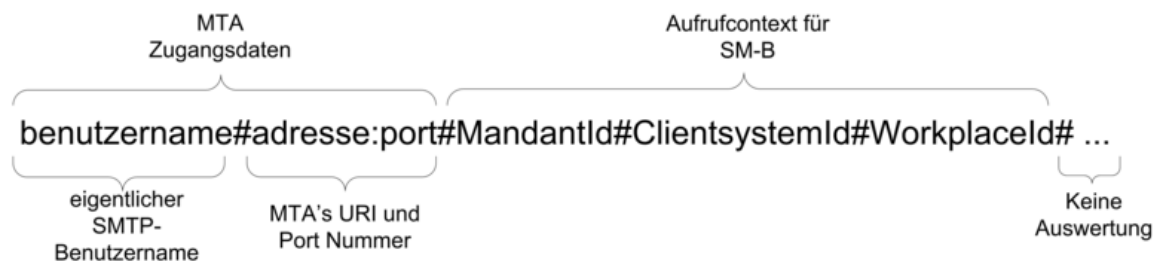 MTA
Zugangsdaten
Aufrufcontext für
SM-B
benutzername#adresse:port#MandantId#ClientsystemId#WorkplaceId# ...
eigentlicher
SMTP-
Benutzername
MTA's URI und
Port Nummer
Keine
Auswertung